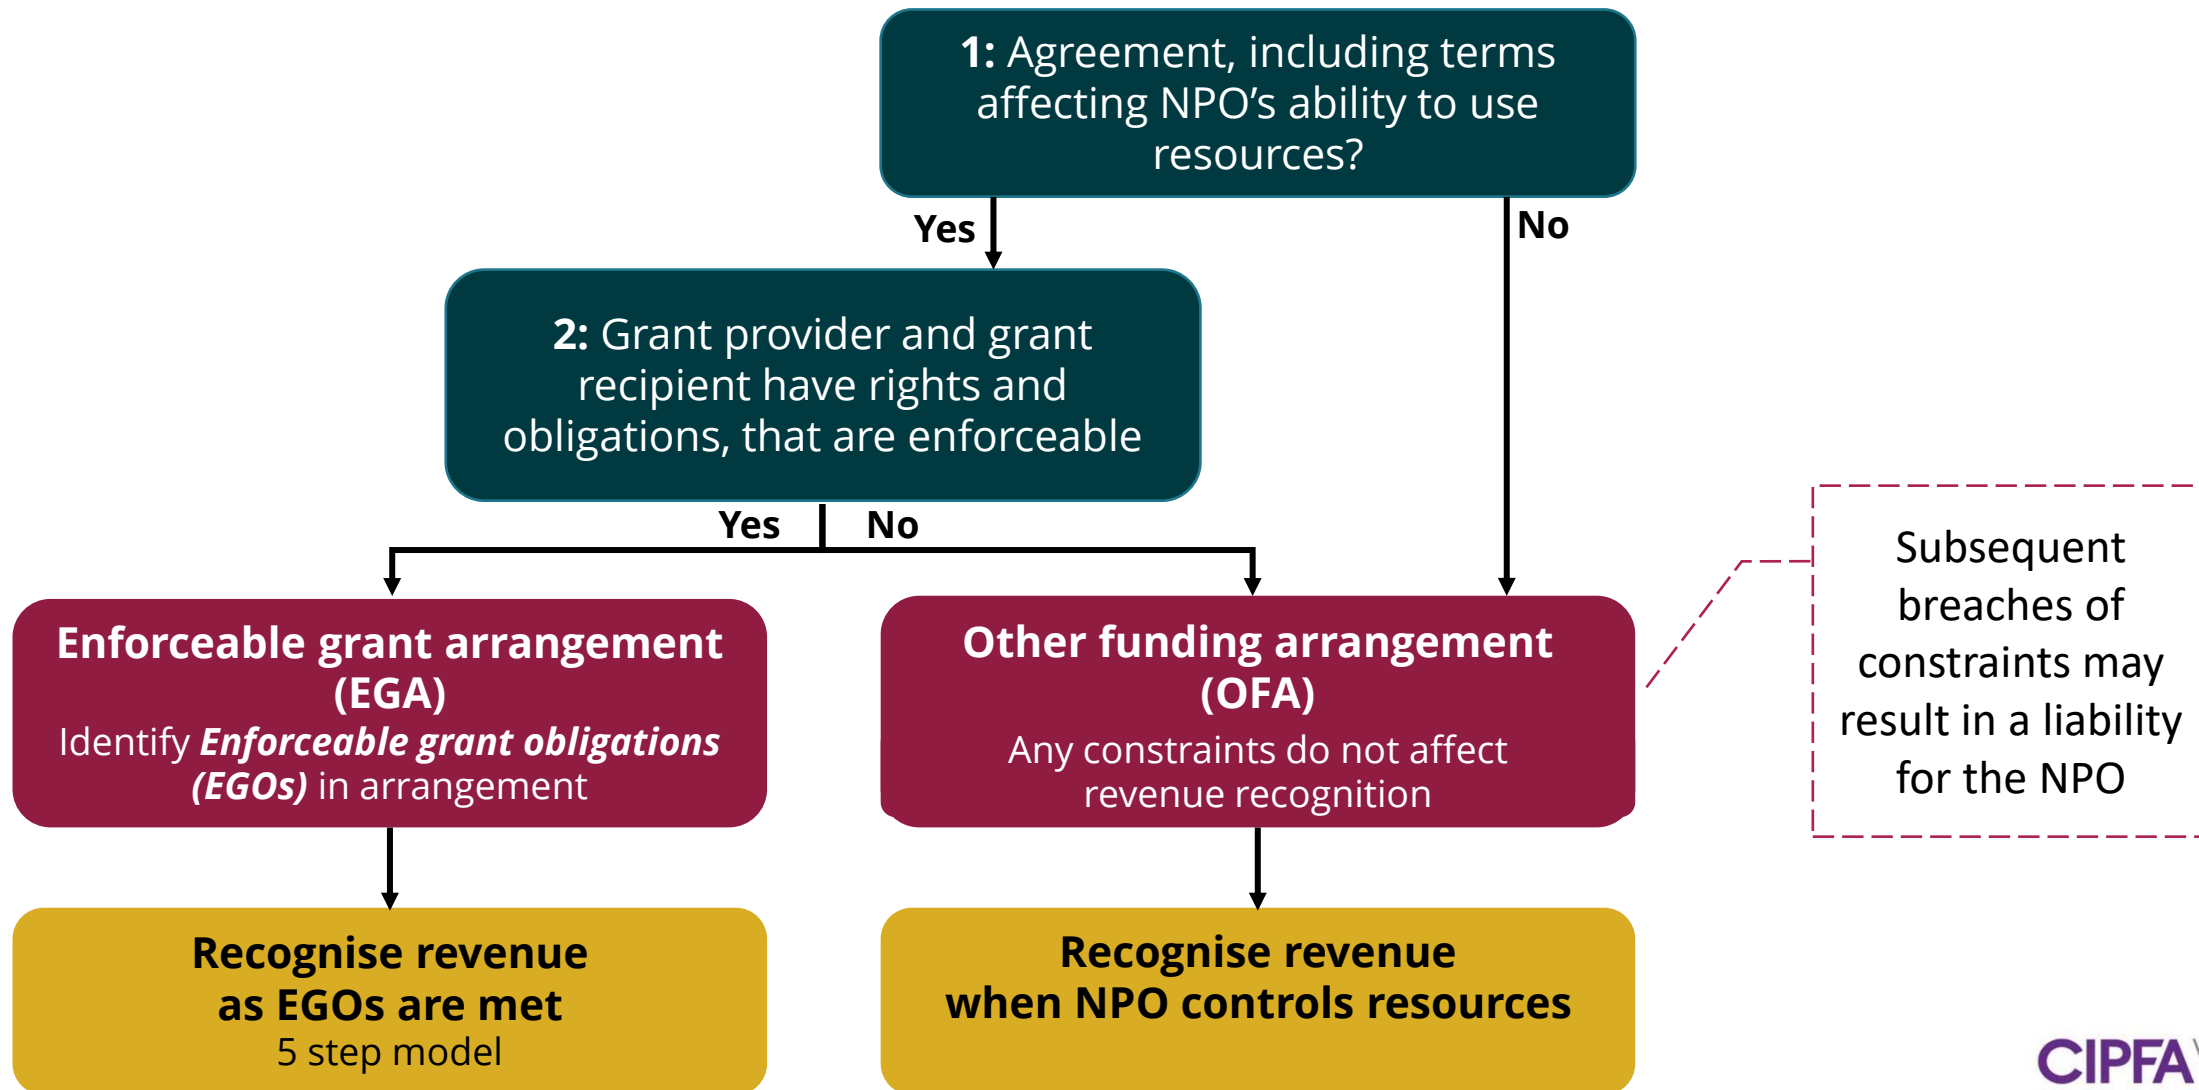 1: Agreement, including terms
affecting NPO’s ability to use
resources?
Yes
No
2: Grant provider and grant
recipient have rights and
obligations, that are enforceable
Yes
No
Enforceable grant arrangement
(EGA)
Identify Enforceable grant obligations
(EGOs) in arrangement
Other funding arrangement
(OFA)
Any constraints do not affect
revenue recognition
Subsequent
breaches of
constraints may
result in a liability
for the NPO
Recognise revenue
as EGOs are met
5 step model
Recognise revenue
when NPO controls resources
CIPFA